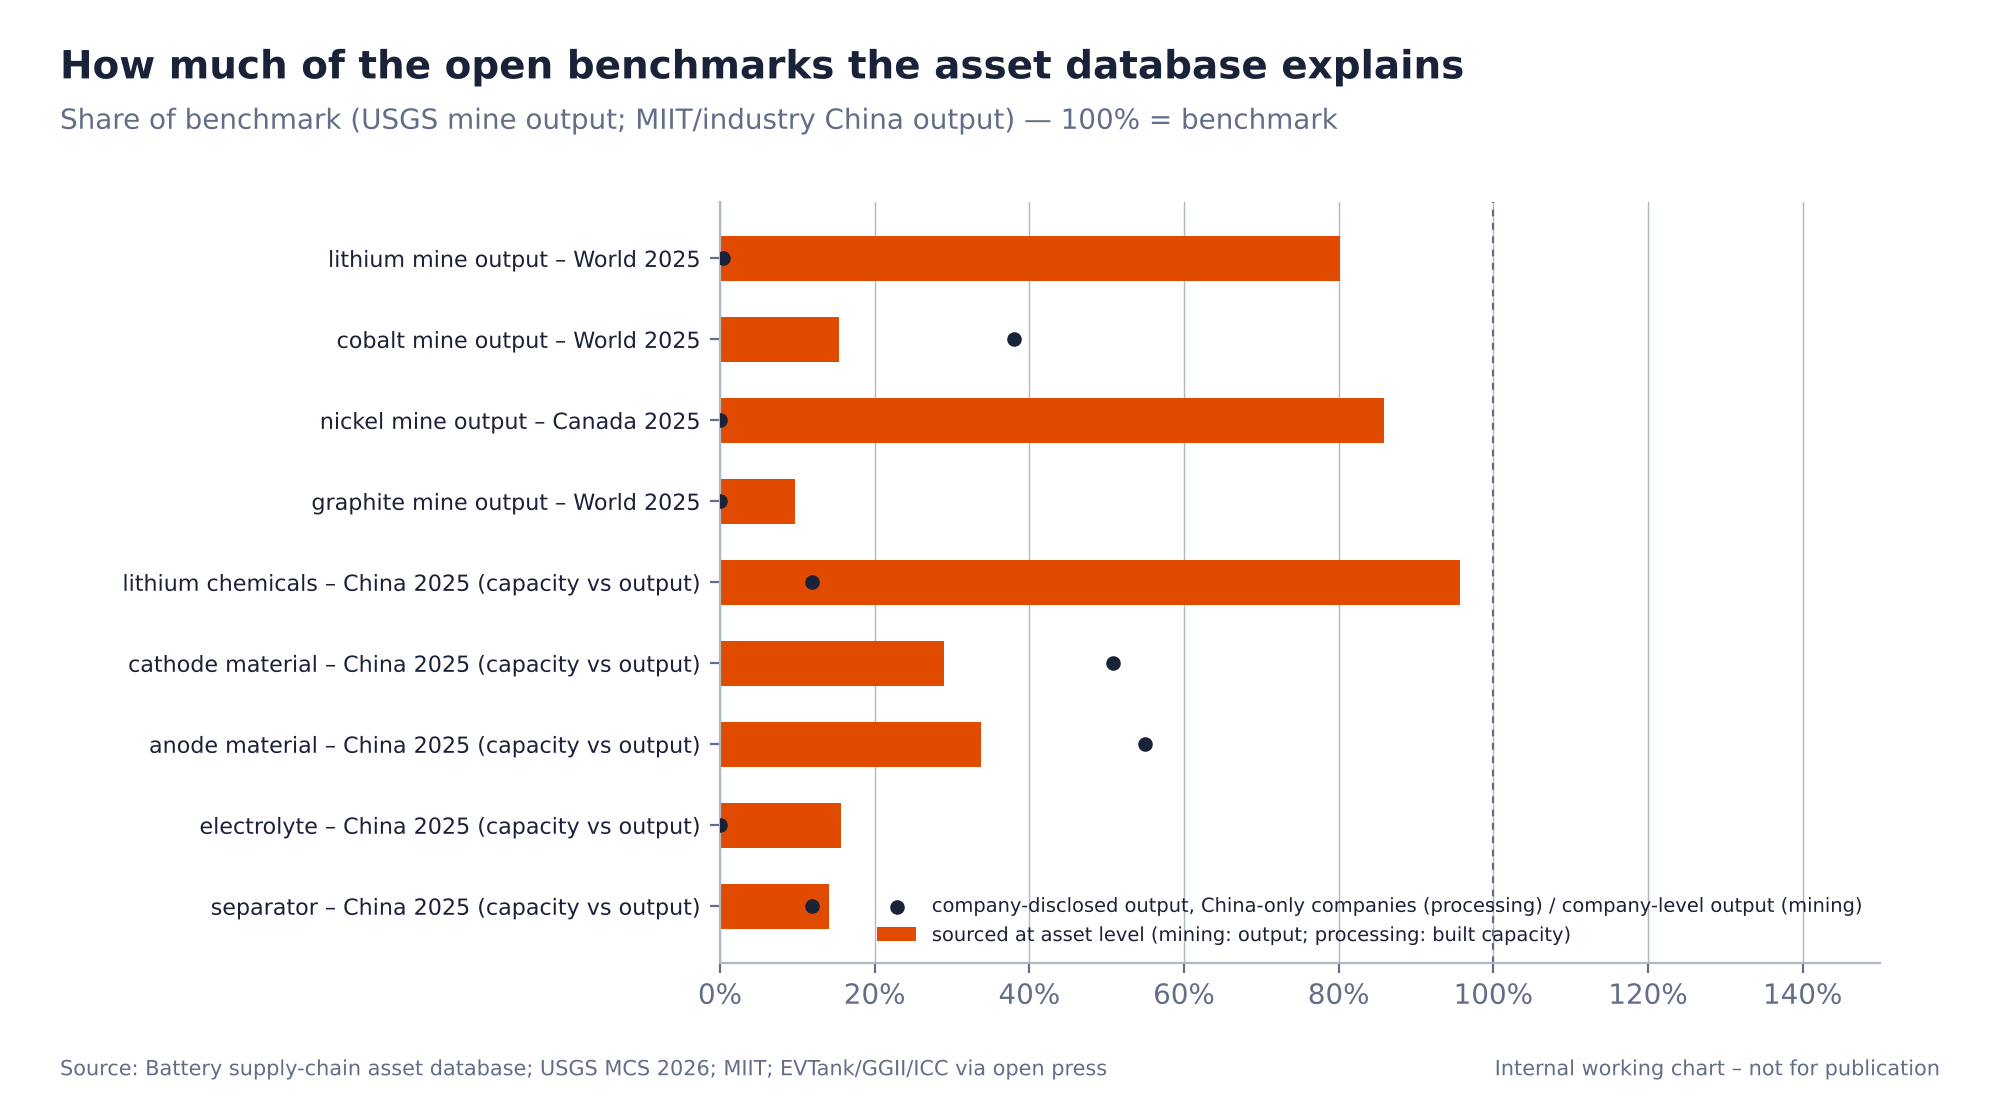 How much of the open benchmarks the asset database explains
Share of benchmark (USGS mine output; MIIT/industry China output) — 100% = benchmark
lithium mine output – World 2025
cobalt mine output – World 2025
nickel mine output – Canada 2025
graphite mine output – World 2025
lithium chemicals – China 2025 (capacity vs output)
cathode material – China 2025 (capacity vs output)
anode material – China 2025 (capacity vs output)
electrolyte – China 2025 (capacity vs output)
separator – China 2025 (capacity vs output)
company-disclosed output, China-only companies (processing) / company-level output (mining)
sourced at asset level (mining: output; processing: built capacity)
0% 20% 40% 60% 80% 100% 120% 140%
Source: Battery supply-chain asset database; USGS MCS 2026; MIIT; EVTank/GGII/ICC via open press
Internal working chart – not for publication